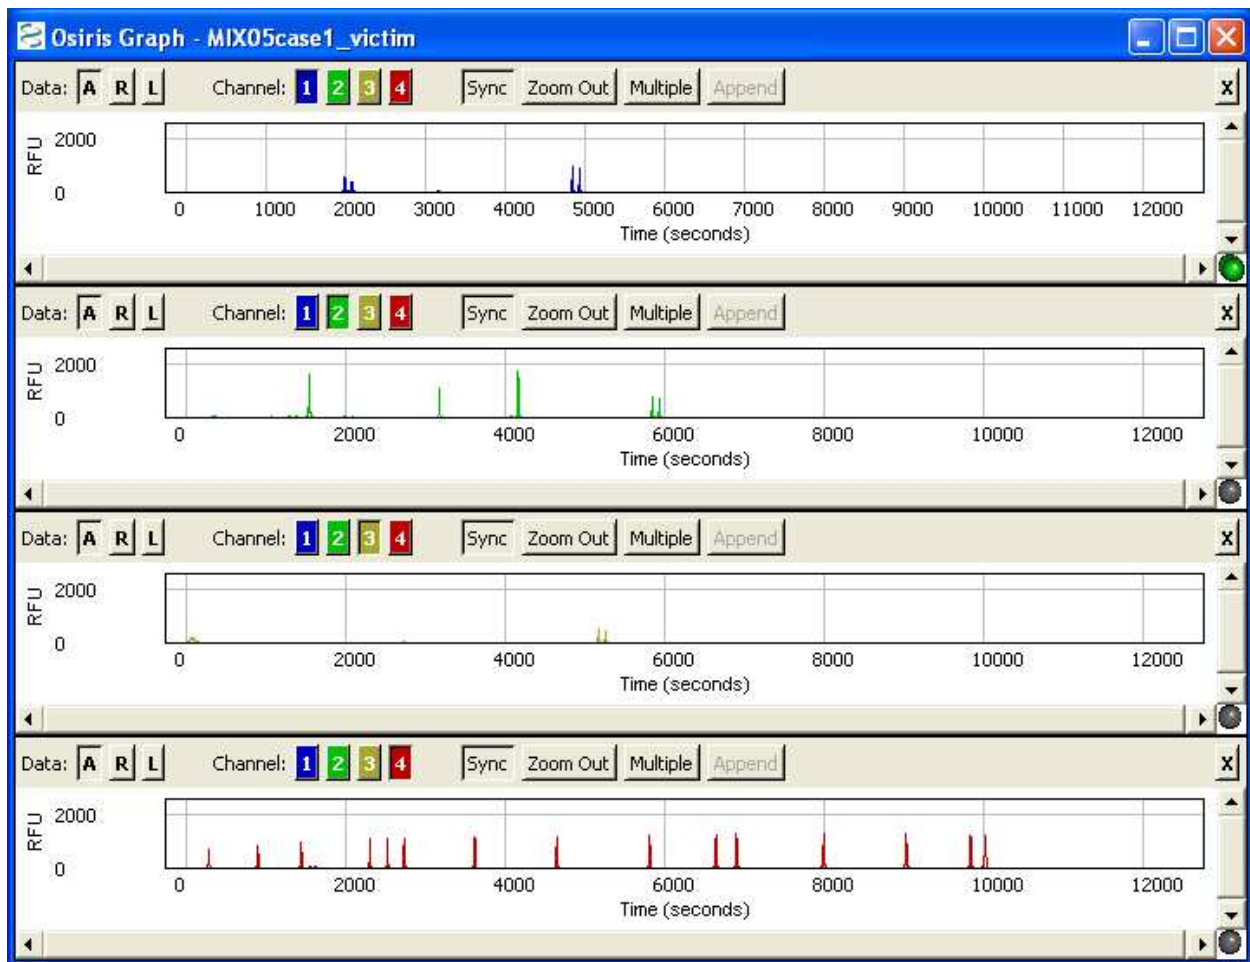 Osiris Graph - MIX05case1_victim
Data: A R L Channel: 1 2 3 4 Sync Zoom Out Multiple Append X
RFU
2000
0
0 1000 2000 3000 4000 5000 6000 7000 8000 9000 10000 11000 12000
Time (seconds)
Data: A R L Channel: 1 2 3 4 Sync Zoom Out Multiple Append X
RFU
2000
0
0 2000 4000 6000 8000 10000 12000
Time (seconds)
Data: A R L Channel: 1 2 3 4 Sync Zoom Out Multiple Append X
RFU
2000
0
0 2000 4000 6000 8000 10000 12000
Time (seconds)
Data: A R L Channel: 1 2 3 4 Sync Zoom Out Multiple Append X
RFU
2000
0
0 2000 4000 6000 8000 10000 12000
Time (seconds)